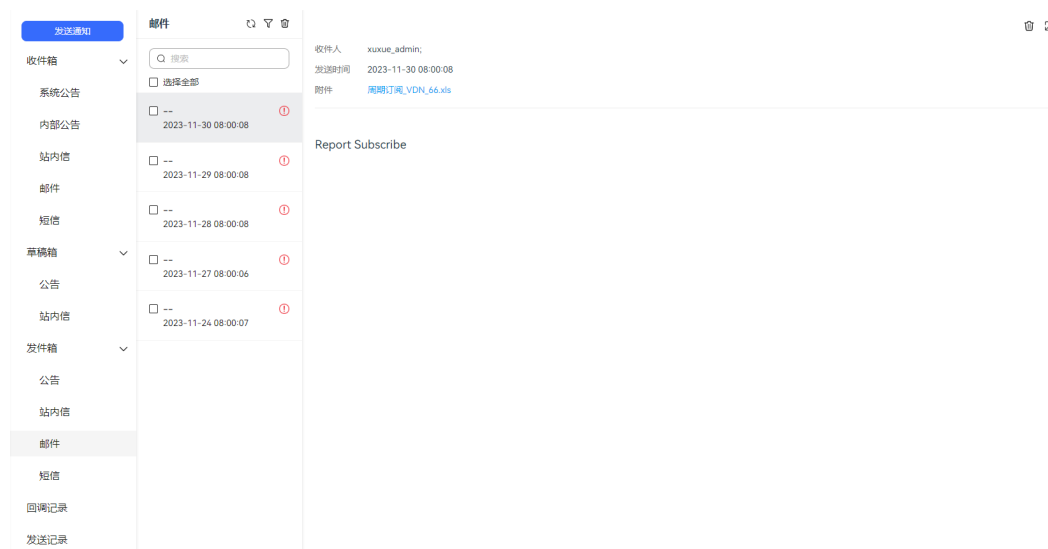 发送通知
收件箱
系统公告
内部公告
站内信
邮件
短信
草稿箱
公告
站内信
发件箱
公告
站内信
邮件
短信
回调记录
发送记录
邮件
搜索
选择全部
--
2023-11-30 08:00:08
--
2023-11-29 08:00:08
--
2023-11-28 08:00:08
--
2023-11-27 08:00:06
--
2023-11-24 08:00:07
收件人 xuxue_admin;
发送时间 2023-11-30 08:00:08
附件 周期订阅_VDN_66.xls
Report Subscribe